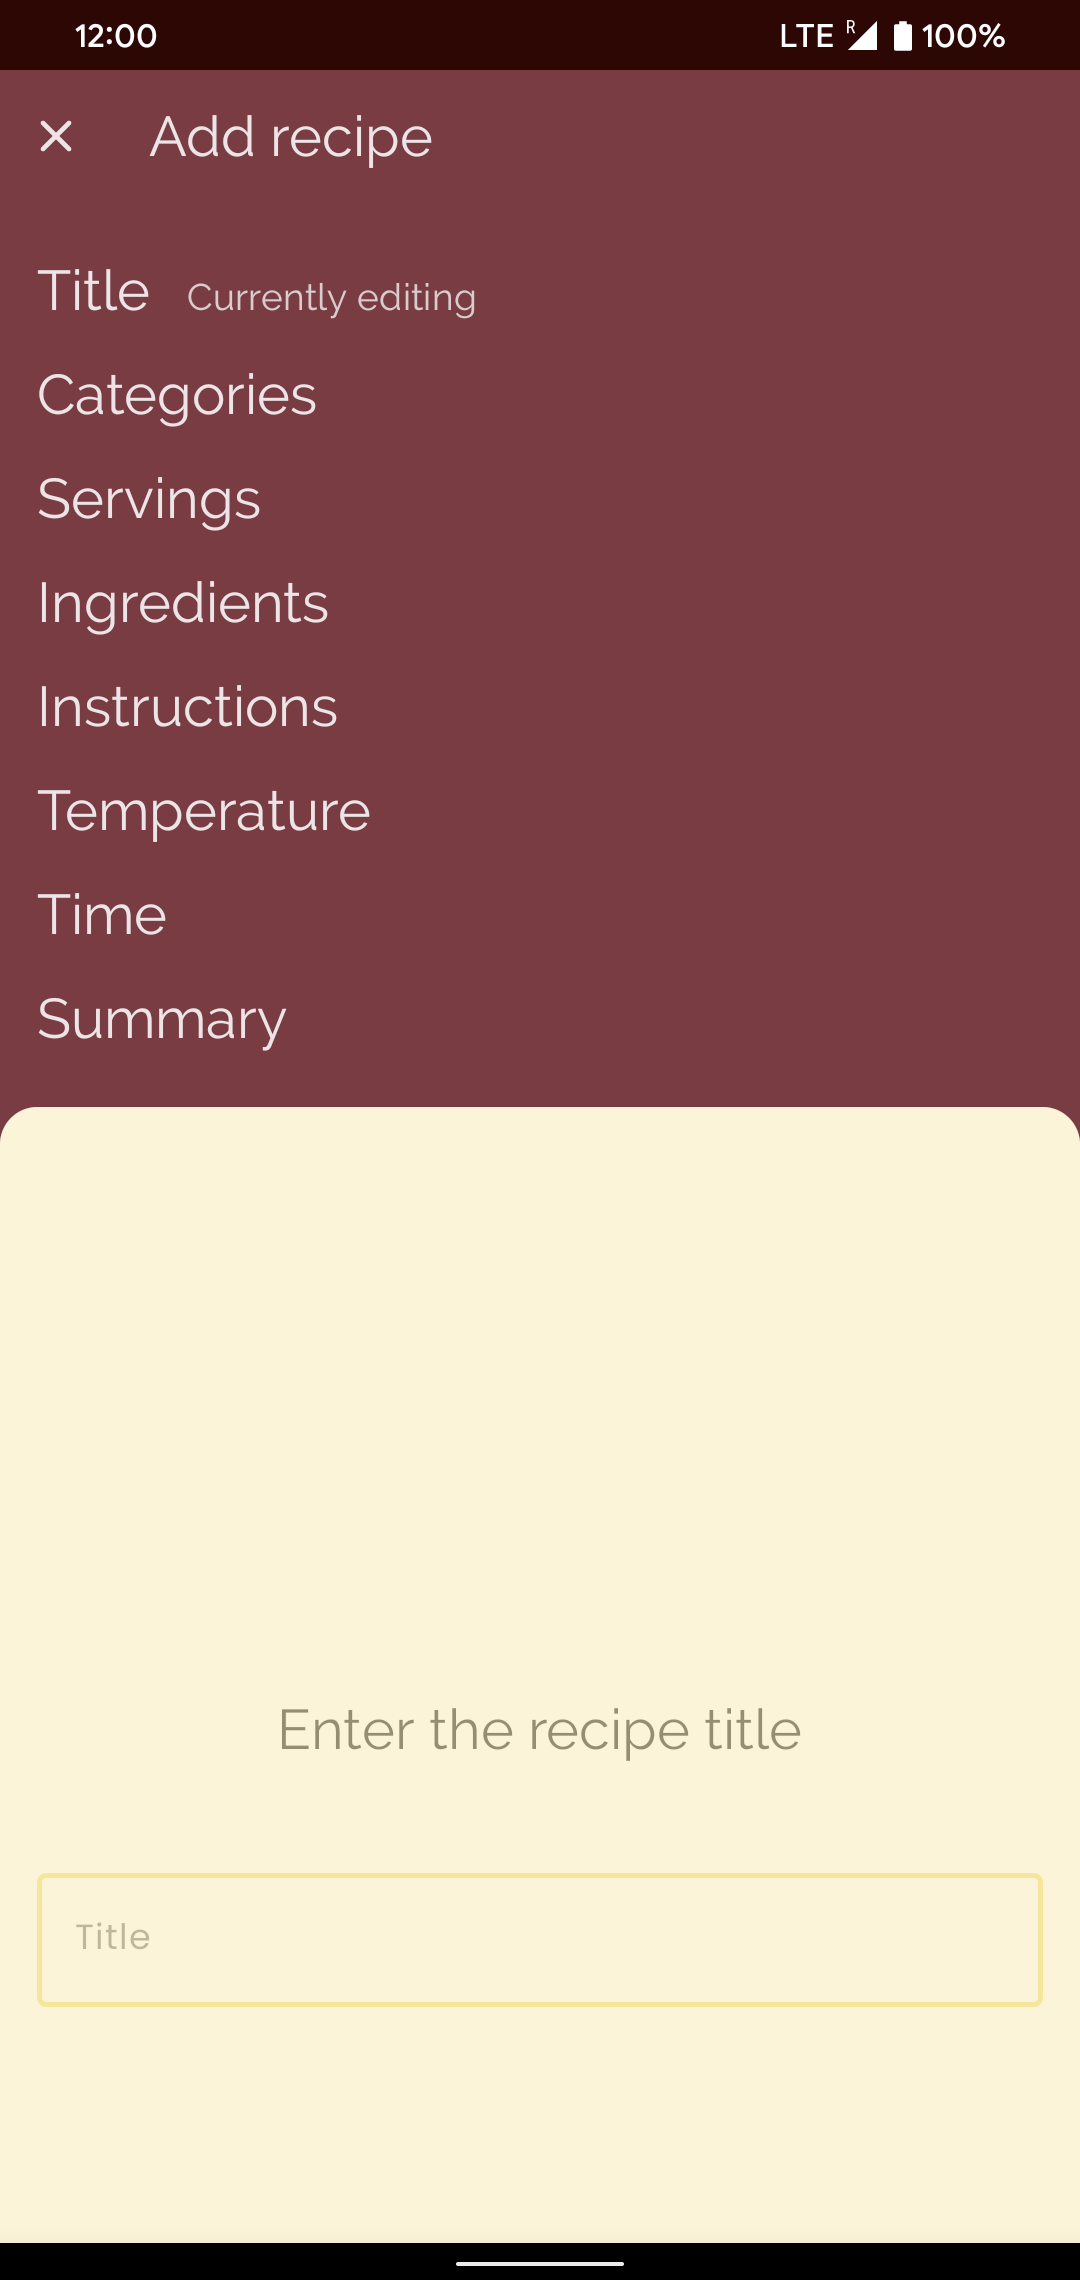 12:00 LTE R 100%
Add recipe
Title Currently editing
Categories
Servings
Ingredients
Instructions
Temperature
Time
Summary
Enter the recipe title
Title